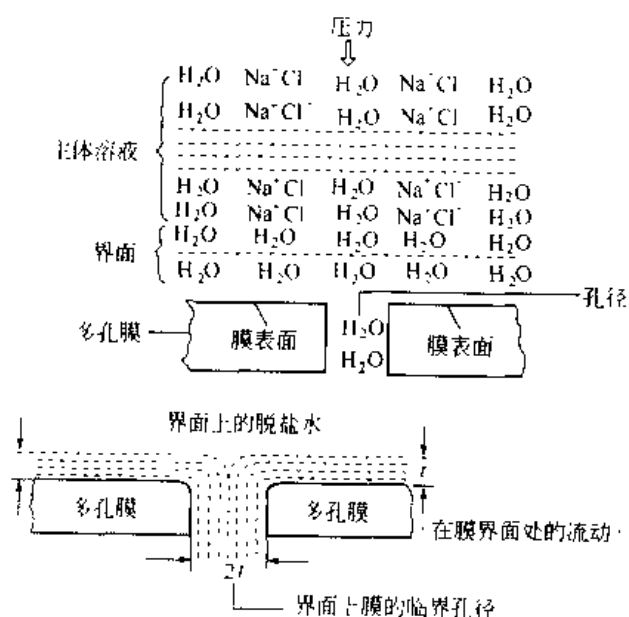 压力
H₂O Na⁺Cl⁻ H₂O Na⁺Cl⁻ H₂O
H₂O Na⁺Cl⁻ H₂O Na⁺Cl⁻ H₂O
主体溶液
H₂O Na⁺Cl⁻ H₂O Na⁺Cl⁻ H₂O
H₂O Na⁺Cl⁻ H₂O Na⁺Cl⁻ H₂O
H₂O H₂O H₂O H₂O H₂O
界面
H₂O H₂O H₂O H₂O H₂O
孔径
多孔膜 膜表面 H₂O 膜表面
H₂O
界面上的脱盐水
t
多孔膜 多孔膜
在膜界面处的流动
2t
界面上膜的临界孔径